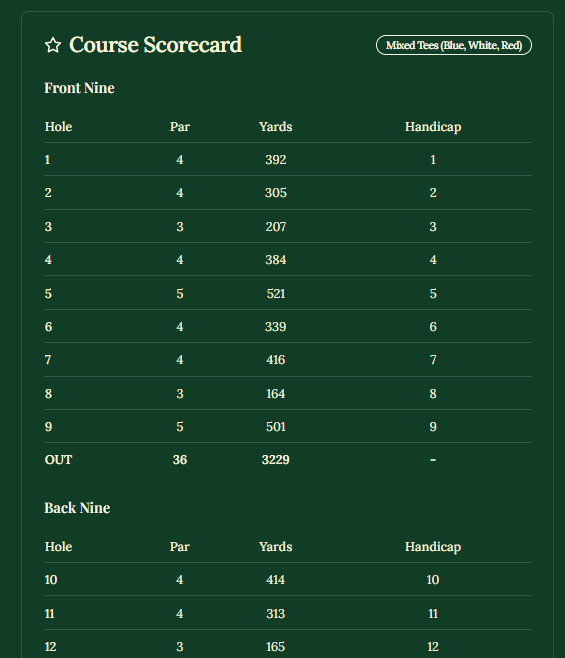 Course Scorecard
Mixed Tees (Blue, White, Red)
Front Nine
Hole Par Yards Handicap
1 4 392 1
2 4 305 2
3 3 207 3
4 4 384 4
5 5 521 5
6 4 339 6
7 4 416 7
8 3 164 8
9 5 501 9
OUT 36 3229 -
Back Nine
Hole Par Yards Handicap
10 4 414 10
11 4 313 11
12 3 165 12